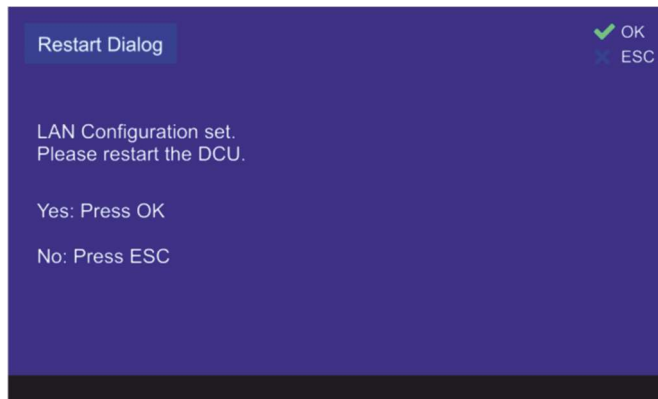 Restart Dialog
OK
ESC
LAN Configuration set.
Please restart the DCU.
Yes: Press OK
No: Press ESC